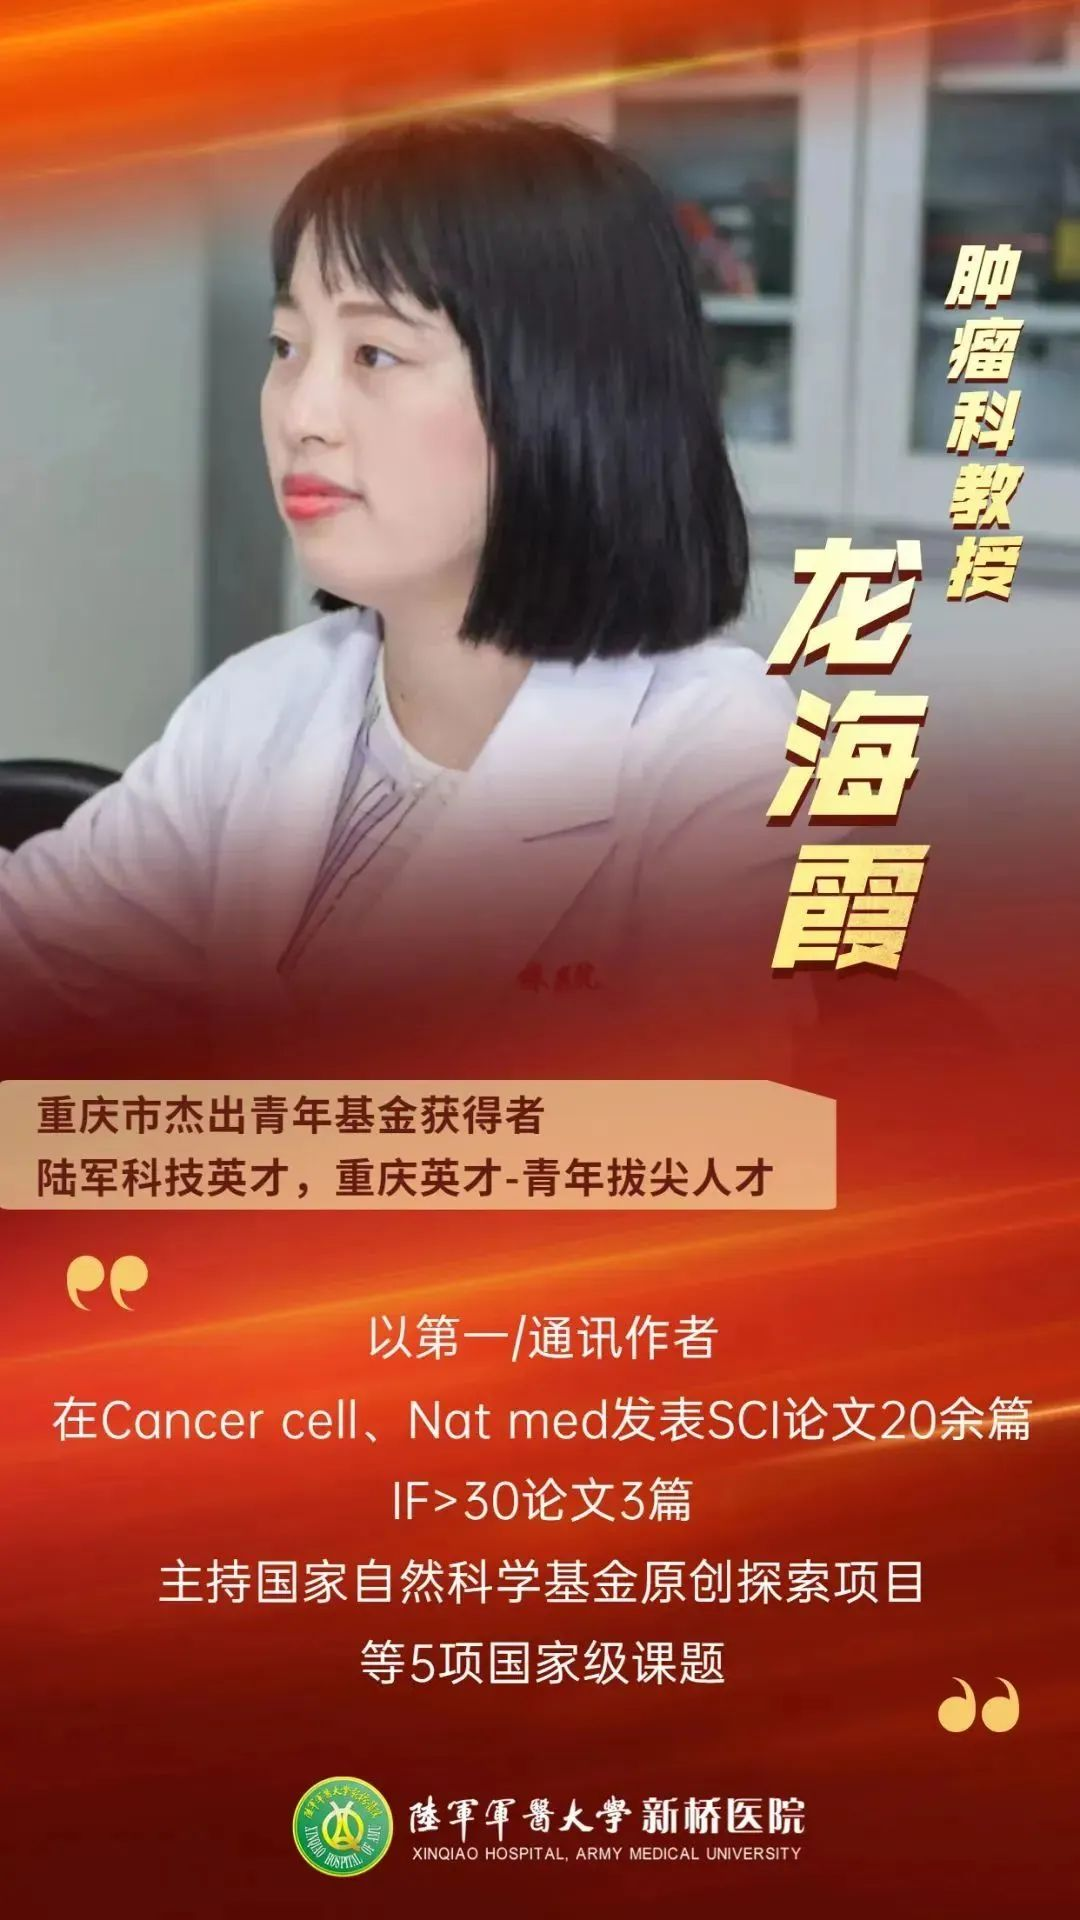 肿瘤科教授
龙海霞
重庆市杰出青年基金获得者
陆军科技英才，重庆英才-青年拔尖人才
以第一/通讯作者
在Cancer cell、Nat med发表SCI论文20余篇
IF>30论文3篇
主持国家自然科学基金原创探索项目
等5项国家级课题
陸軍軍醫大學新桥医院
XINQIAO HOSPITAL, ARMY MEDICAL UNIVERSITY
XINQIAO HOSPITAL OF AMU